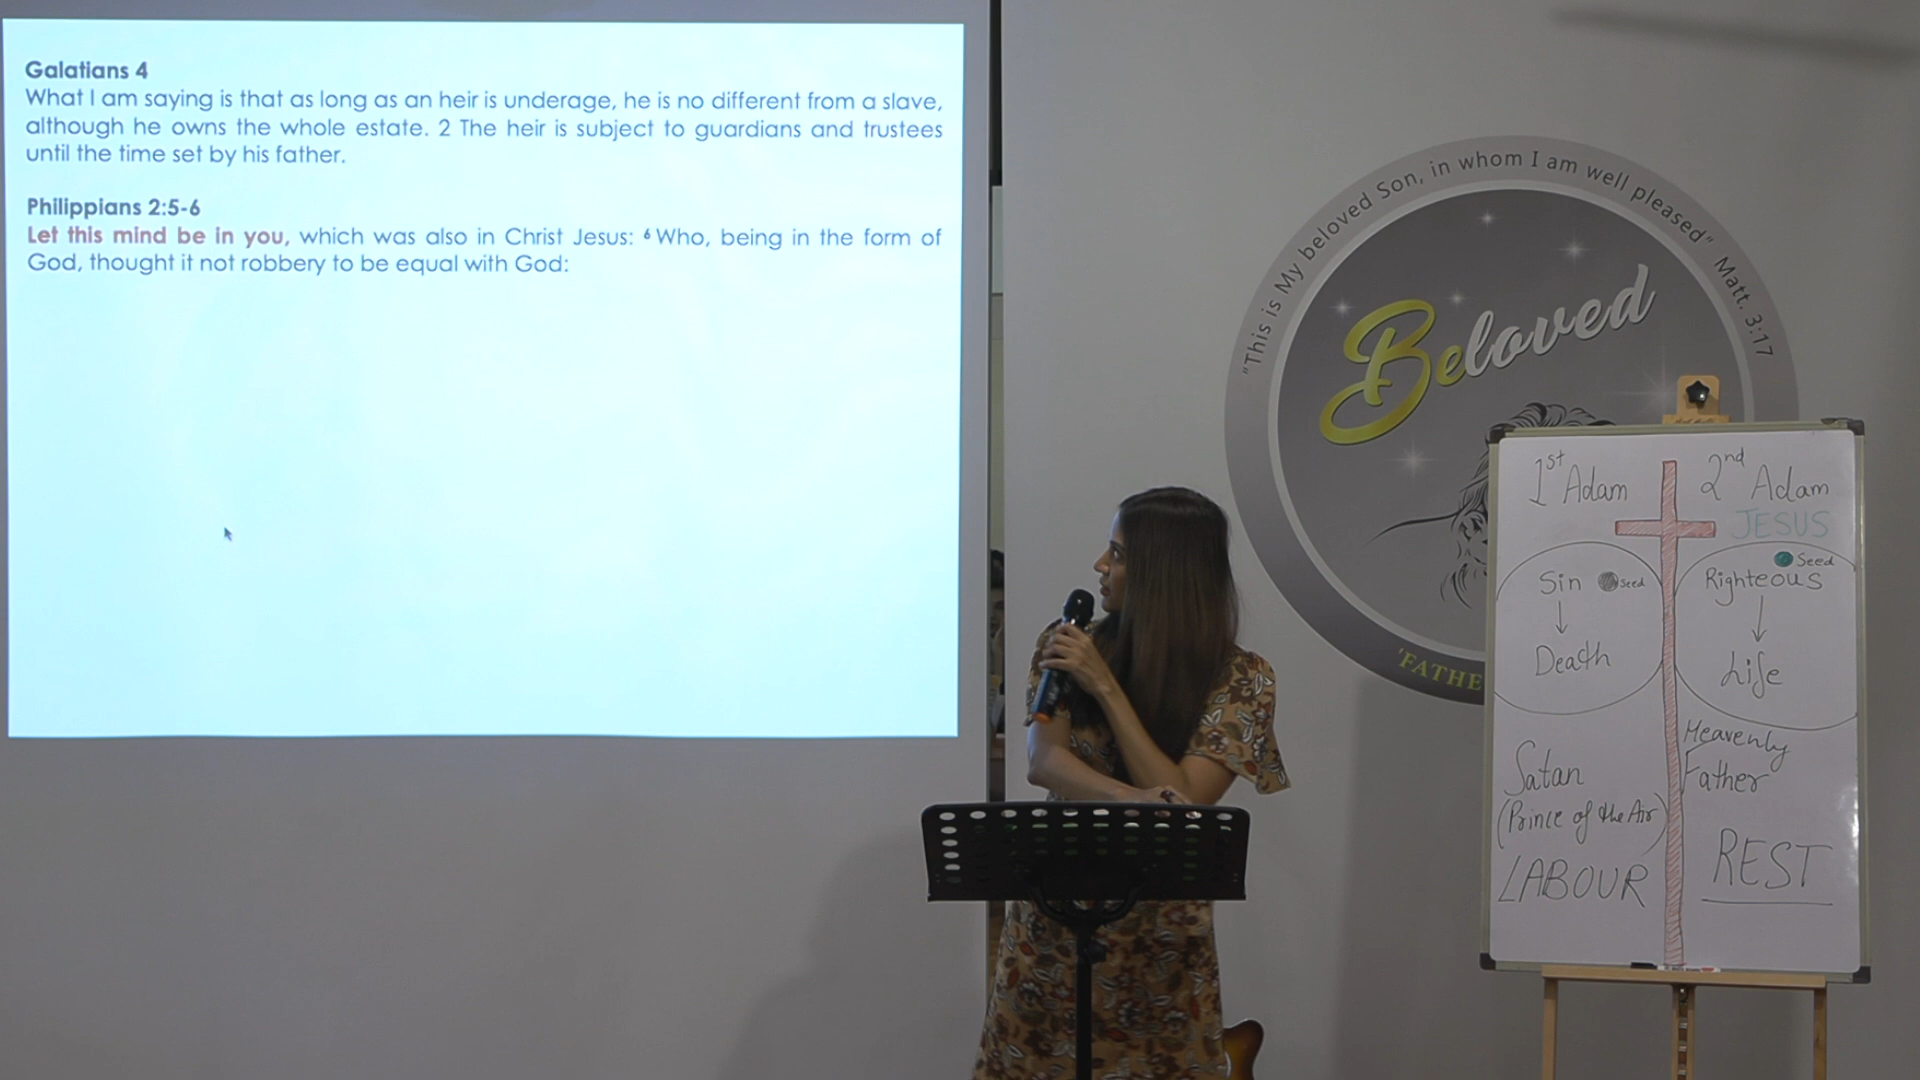 Galatians 4
What I am saying is that as long as an heir is underage, he is no different from a slave,
although he owns the whole estate. 2 The heir is subject to guardians and trustees
until the time set by his father.
Philippians 2:5-6
Let this mind be in you, which was also in Christ Jesus: 6 Who, being in the form of
God, thought it not robbery to be equal with God:
"This is My beloved Son, in whom I am well pleased" Matt. 3:17
Beloved
1st Adam
Sin Seed
Death
Satan
(Prince of the Air)
LABOUR
2nd Adam
JESUS
Seed
Righteous
Life
Heavenly
Father
REST